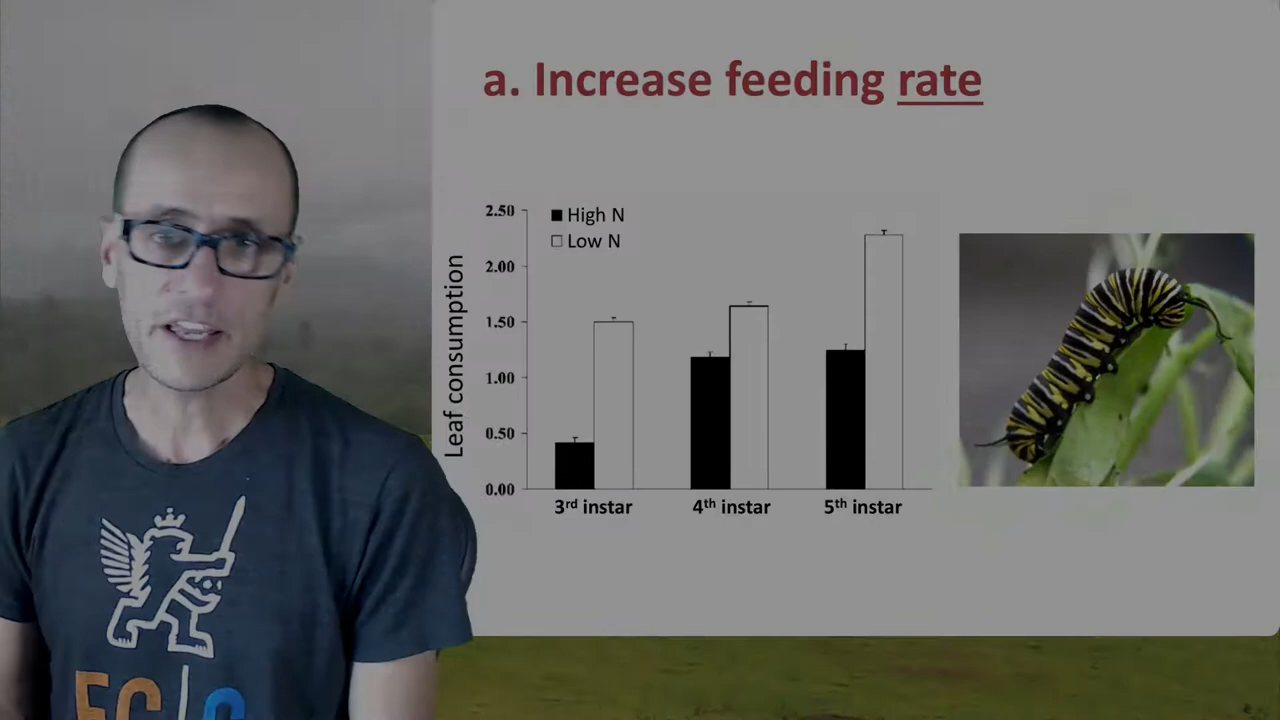 a. Increase feeding rate
2.50
2.00
1.50
1.00
0.50
0.00
Leaf consumption
High N
Low N
3rd instar
4th instar
5th instar
FC C